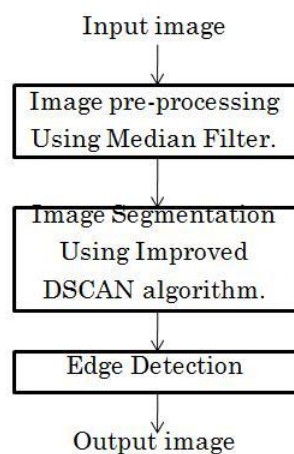 Input image
Image pre-processing
Using Median Filter.
Image Segmentation
Using Improved
DSCAN algorithm.
Edge Detection
Output image